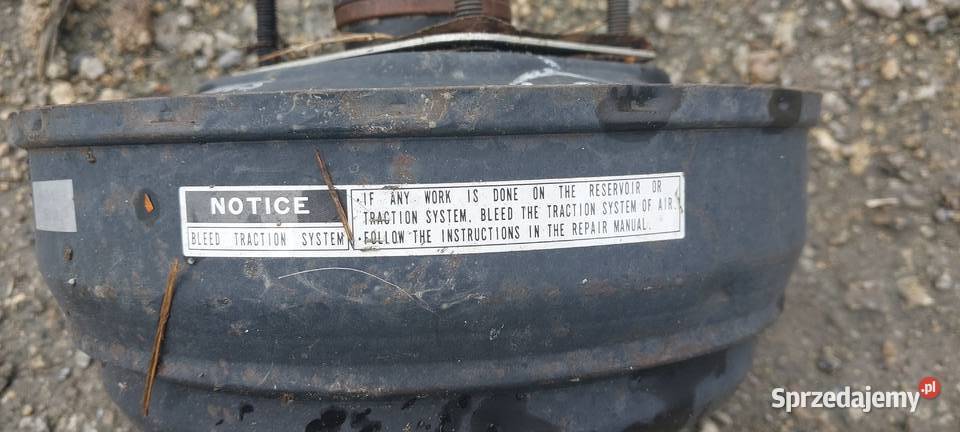 NOTICE
BLEED TRACTION SYSTEM
·IF ANY WORK IS DONE ON THE RESERVOIR OR
TRACTION SYSTEM, BLEED THE TRACTION SYSTEM OF AIR.
·FOLLOW THE INSTRUCTIONS IN THE REPAIR MANUAL.
Sprzedajemy.pl